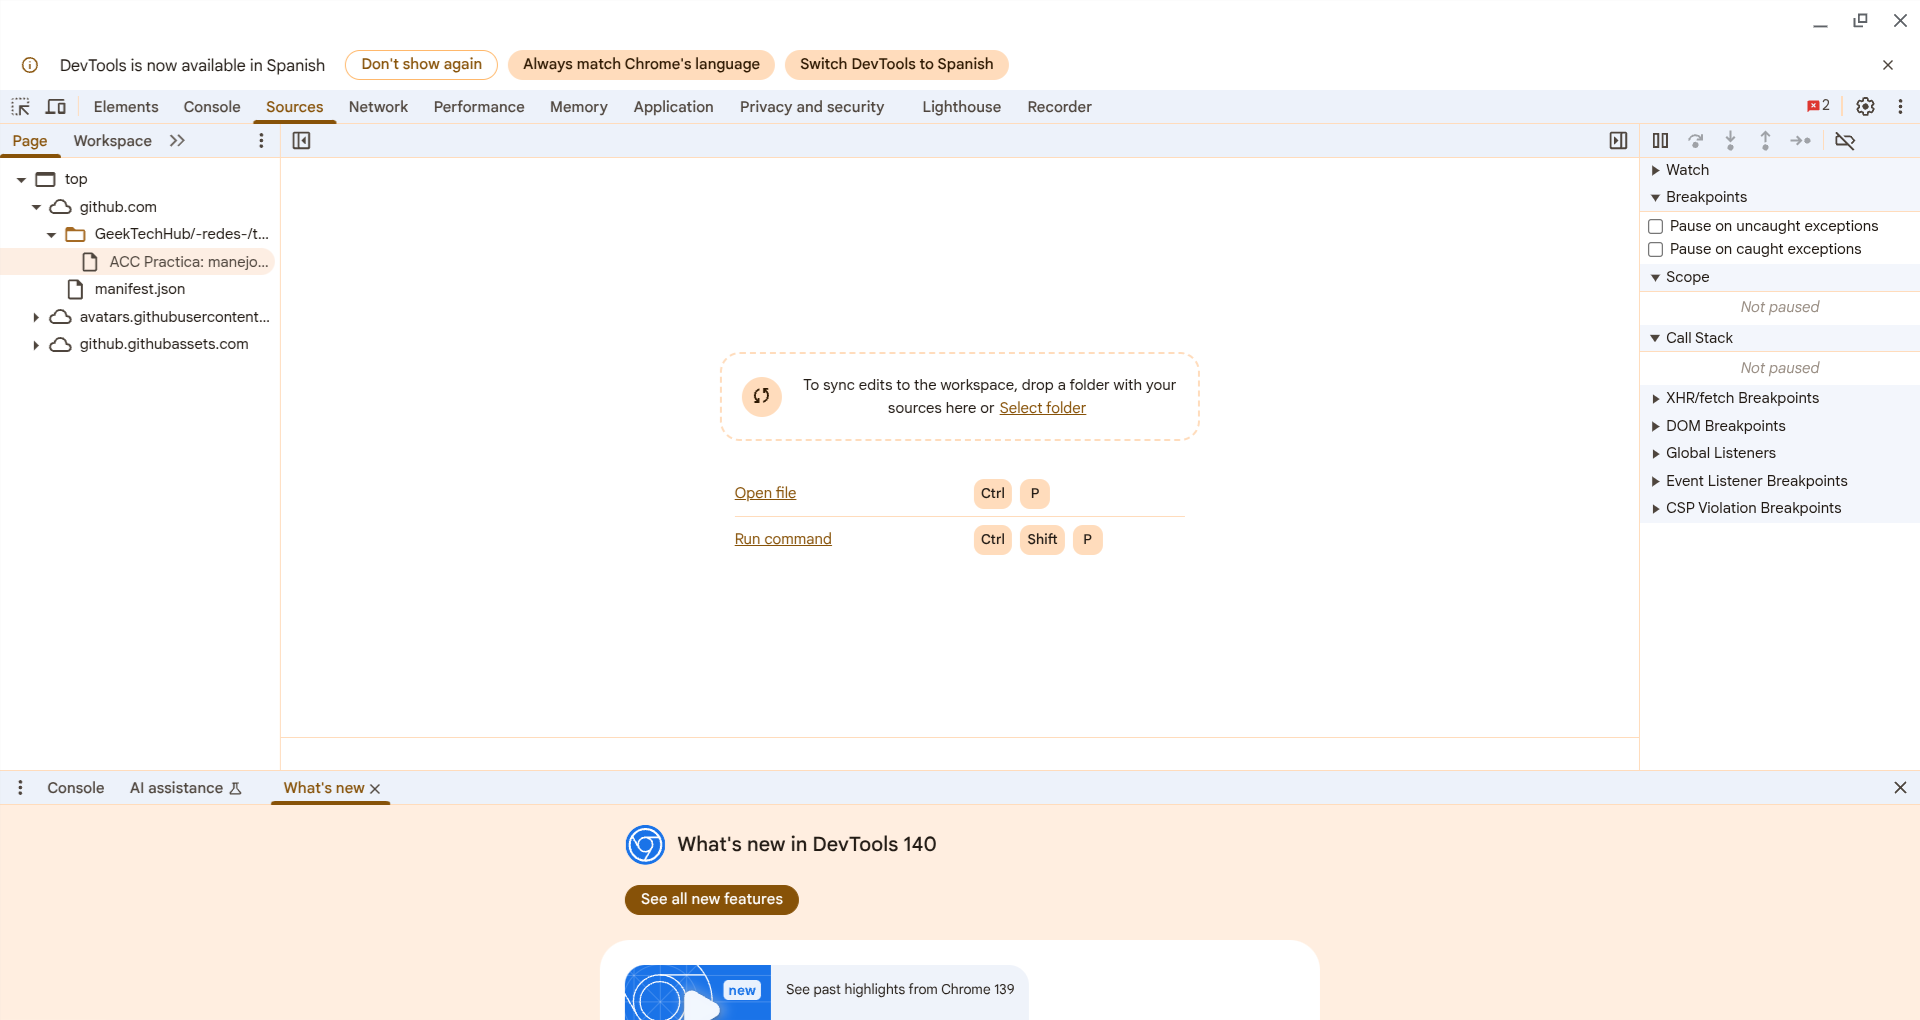 DevTools is now available in Spanish Don't show again Always match Chrome's language Switch DevTools to Spanish
Elements Console Sources Network Performance Memory Application Privacy and security Lighthouse Recorder 2
Page Workspace
top
github.com
GeekTechHub/-redes-/t...
ACC Practica: manejo...
manifest.json
avatars.githubusercontent...
github.githubassets.com
To sync edits to the workspace, drop a folder with your
sources here or Select folder
Open file Ctrl P
Run command Ctrl Shift P
Watch
Breakpoints
Pause on uncaught exceptions
Pause on caught exceptions
Scope
Not paused
Call Stack
Not paused
XHR/fetch Breakpoints
DOM Breakpoints
Global Listeners
Event Listener Breakpoints
CSP Violation Breakpoints
Console AI assistance What's new
What's new in DevTools 140
See all new features
new
See past highlights from Chrome 139